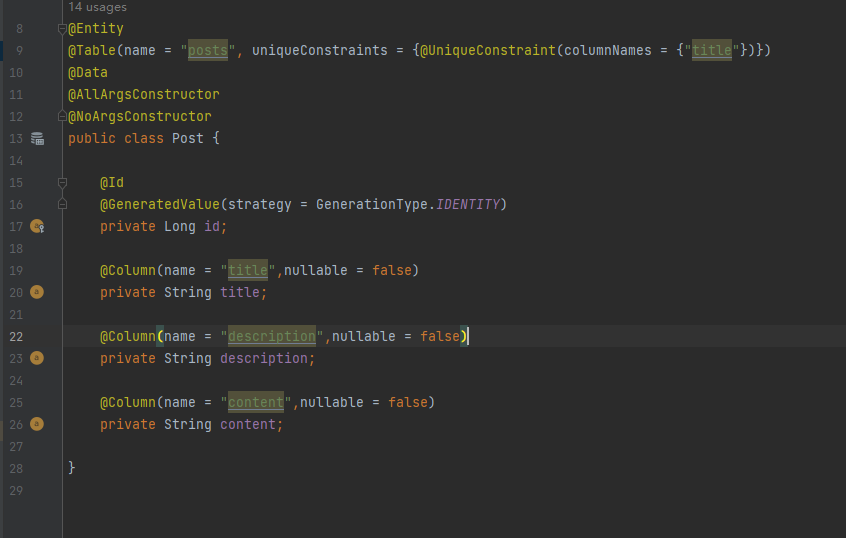 14 usages
8 @Entity
9 @Table(name = "posts", uniqueConstraints = {@UniqueConstraint(columnNames = {"title"})})
10 @Data
11 @AllArgsConstructor
12 @NoArgsConstructor
13 public class Post {
14
15 @Id
16 @GeneratedValue(strategy = GenerationType.IDENTITY)
17 private Long id;
18
19 @Column(name = "title",nullable = false)
20 private String title;
21
22 @Column(name = "description",nullable = false)
23 private String description;
24
25 @Column(name = "content",nullable = false)
26 private String content;
27
28 }
29